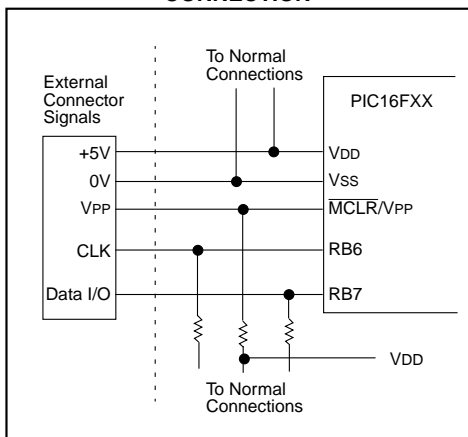 To Normal
Connections
External
Connector
Signals
PIC16FXX
+5V
VDD
0V
VSS
VPP
MCLR/VPP
CLK
RB6
Data I/O
RB7
VDD
To Normal
Connections